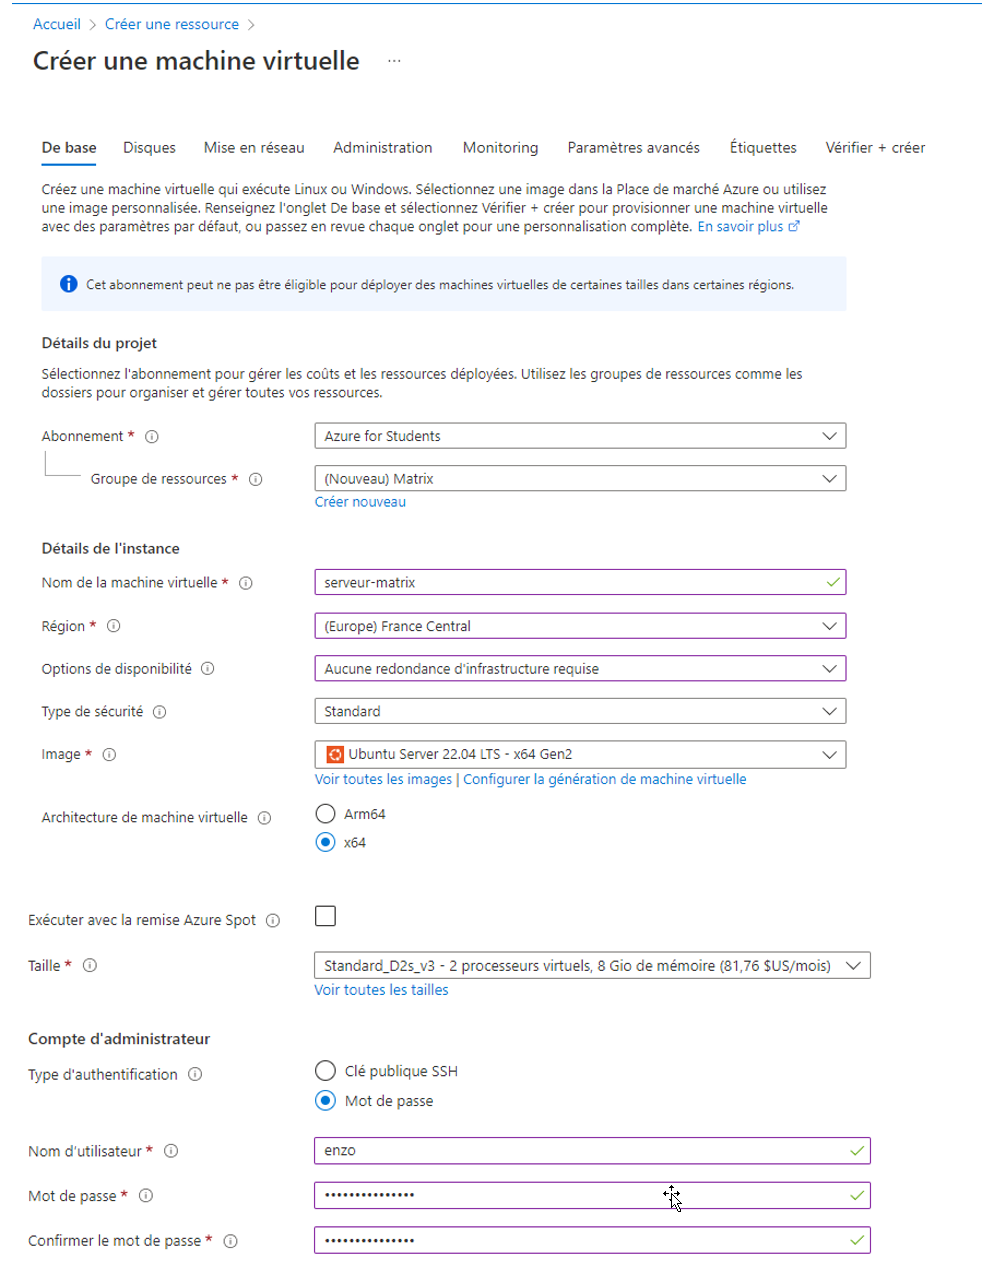 Accueil > Créer une ressource >
Créer une machine virtuelle ...
De base Disques Mise en réseau Administration Monitoring Paramètres avancés Étiquettes Vérifier + créer
Créez une machine virtuelle qui exécute Linux ou Windows. Sélectionnez une image dans la Place de marché Azure ou utilisez
une image personnalisée. Renseignez l'onglet De base et sélectionnez Vérifier + créer pour provisionner une machine virtuelle
avec des paramètres par défaut, ou passez en revue chaque onglet pour une personnalisation complète. En savoir plus
Cet abonnement peut ne pas être éligible pour déployer des machines virtuelles de certaines tailles dans certaines régions.
Détails du projet
Sélectionnez l'abonnement pour gérer les coûts et les ressources déployées. Utilisez les groupes de ressources comme les
dossiers pour organiser et gérer toutes vos ressources.
Abonnement * Azure for Students
Groupe de ressources * (Nouveau) Matrix
Créer nouveau
Détails de l'instance
Nom de la machine virtuelle * serveur-matrix
Région * (Europe) France Central
Options de disponibilité Aucune redondance d'infrastructure requise
Type de sécurité Standard
Image * Ubuntu Server 22.04 LTS - x64 Gen2
Voir toutes les images | Configurer la génération de machine virtuelle
Architecture de machine virtuelle Arm64
x64
Exécuter avec la remise Azure Spot
Taille * Standard_D2s_v3 - 2 processeurs virtuels, 8 Gio de mémoire (81,76 $US/mois)
Voir toutes les tailles
Compte d'administrateur
Type d'authentification Clé publique SSH
Mot de passe
Nom d'utilisateur * enzo
Mot de passe * •••••••••••••••
Confirmer le mot de passe * •••••••••••••••